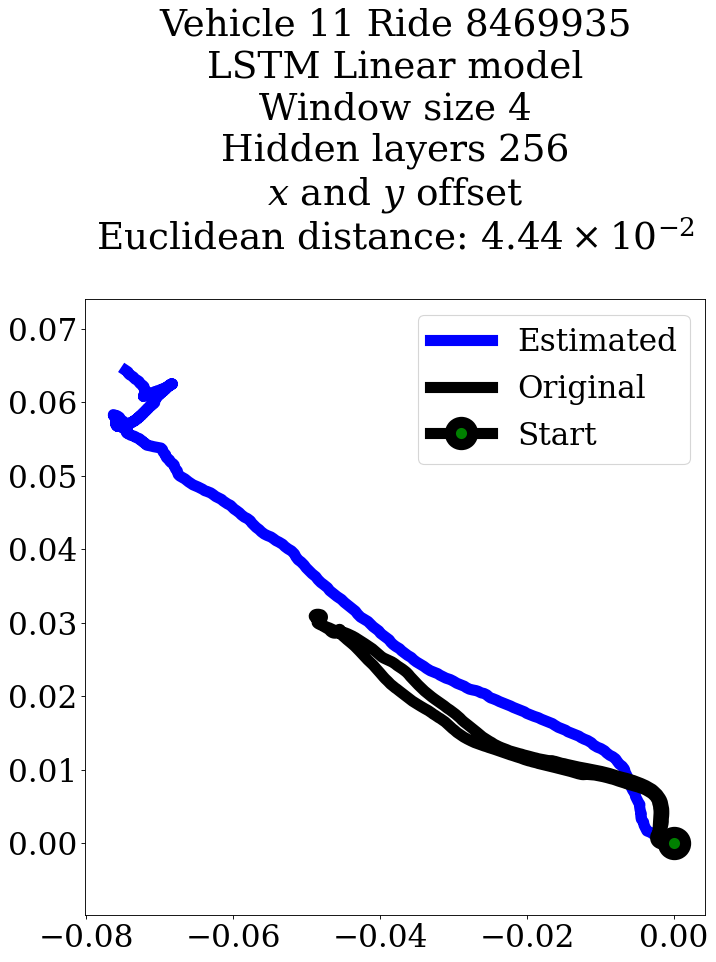 Vehicle 11 Ride 8469935
LSTM Linear model
Window size 4
Hidden layers 256
x and y offset
Euclidean distance: 4.44 × 10⁻²
Estimated
Original
Start
0.07
0.06
0.05
0.04
0.03
0.02
0.01
0.00
−0.08 −0.06 −0.04 −0.02 0.00